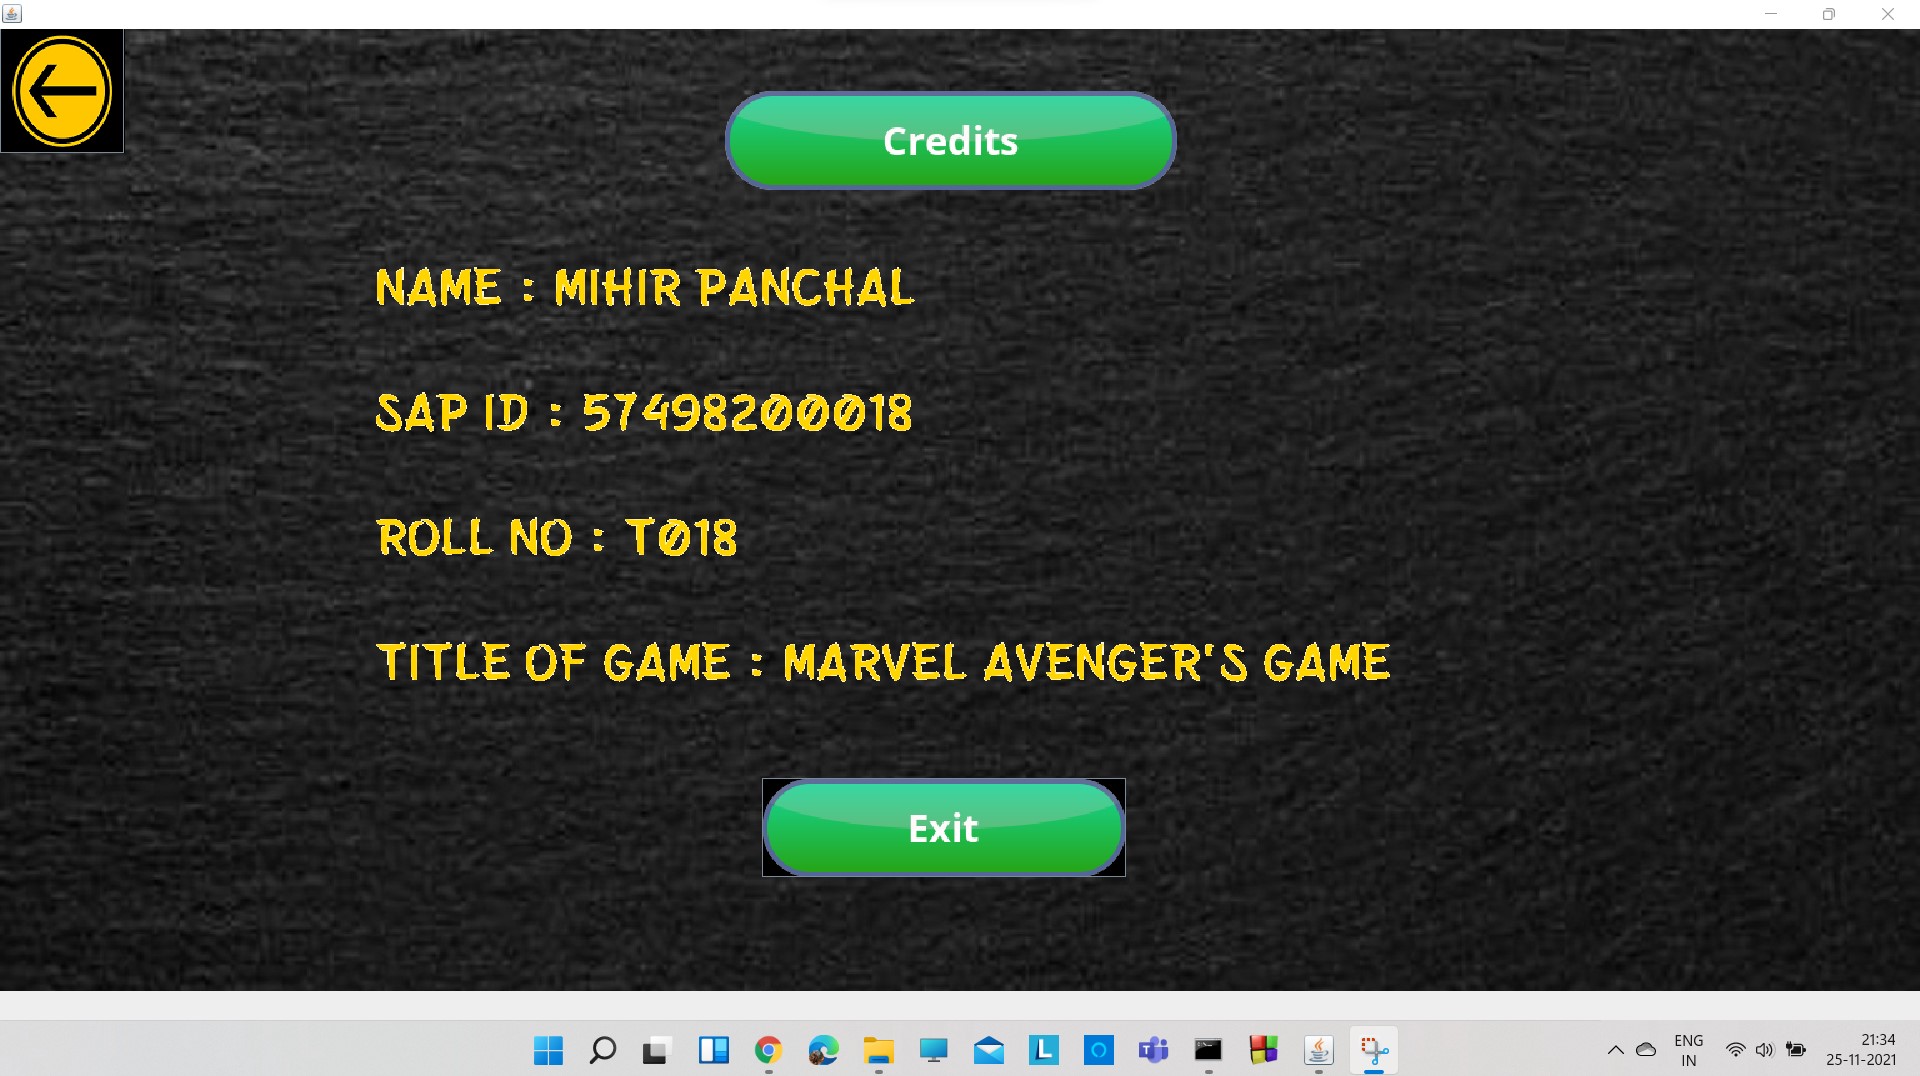 Credits
NAME : MIHIR PANCHAL
SAP ID : 57498200018
ROLL NO : T018
TITLE OF GAME : MARVEL AVENGER'S GAME
Exit
ENG
IN
21:34
25-11-2021